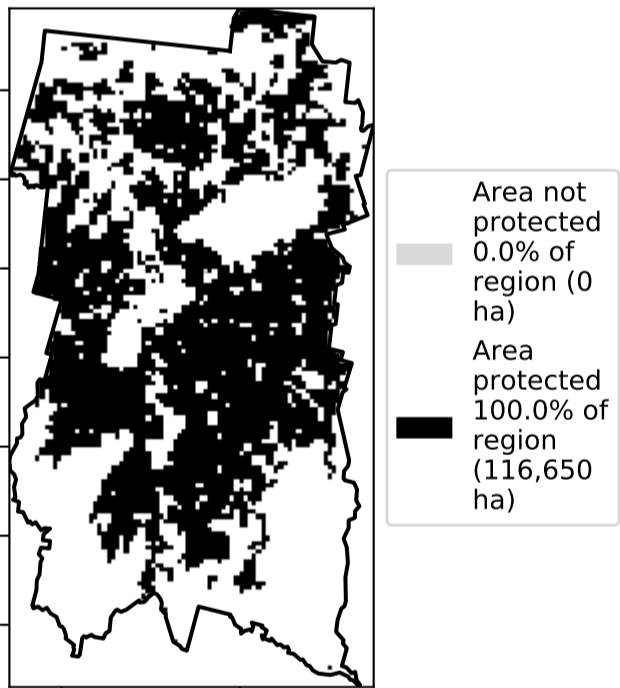 Area not
protected
0.0% of
region (0
ha)
Area
protected
100.0% of
region
(116,650
ha)